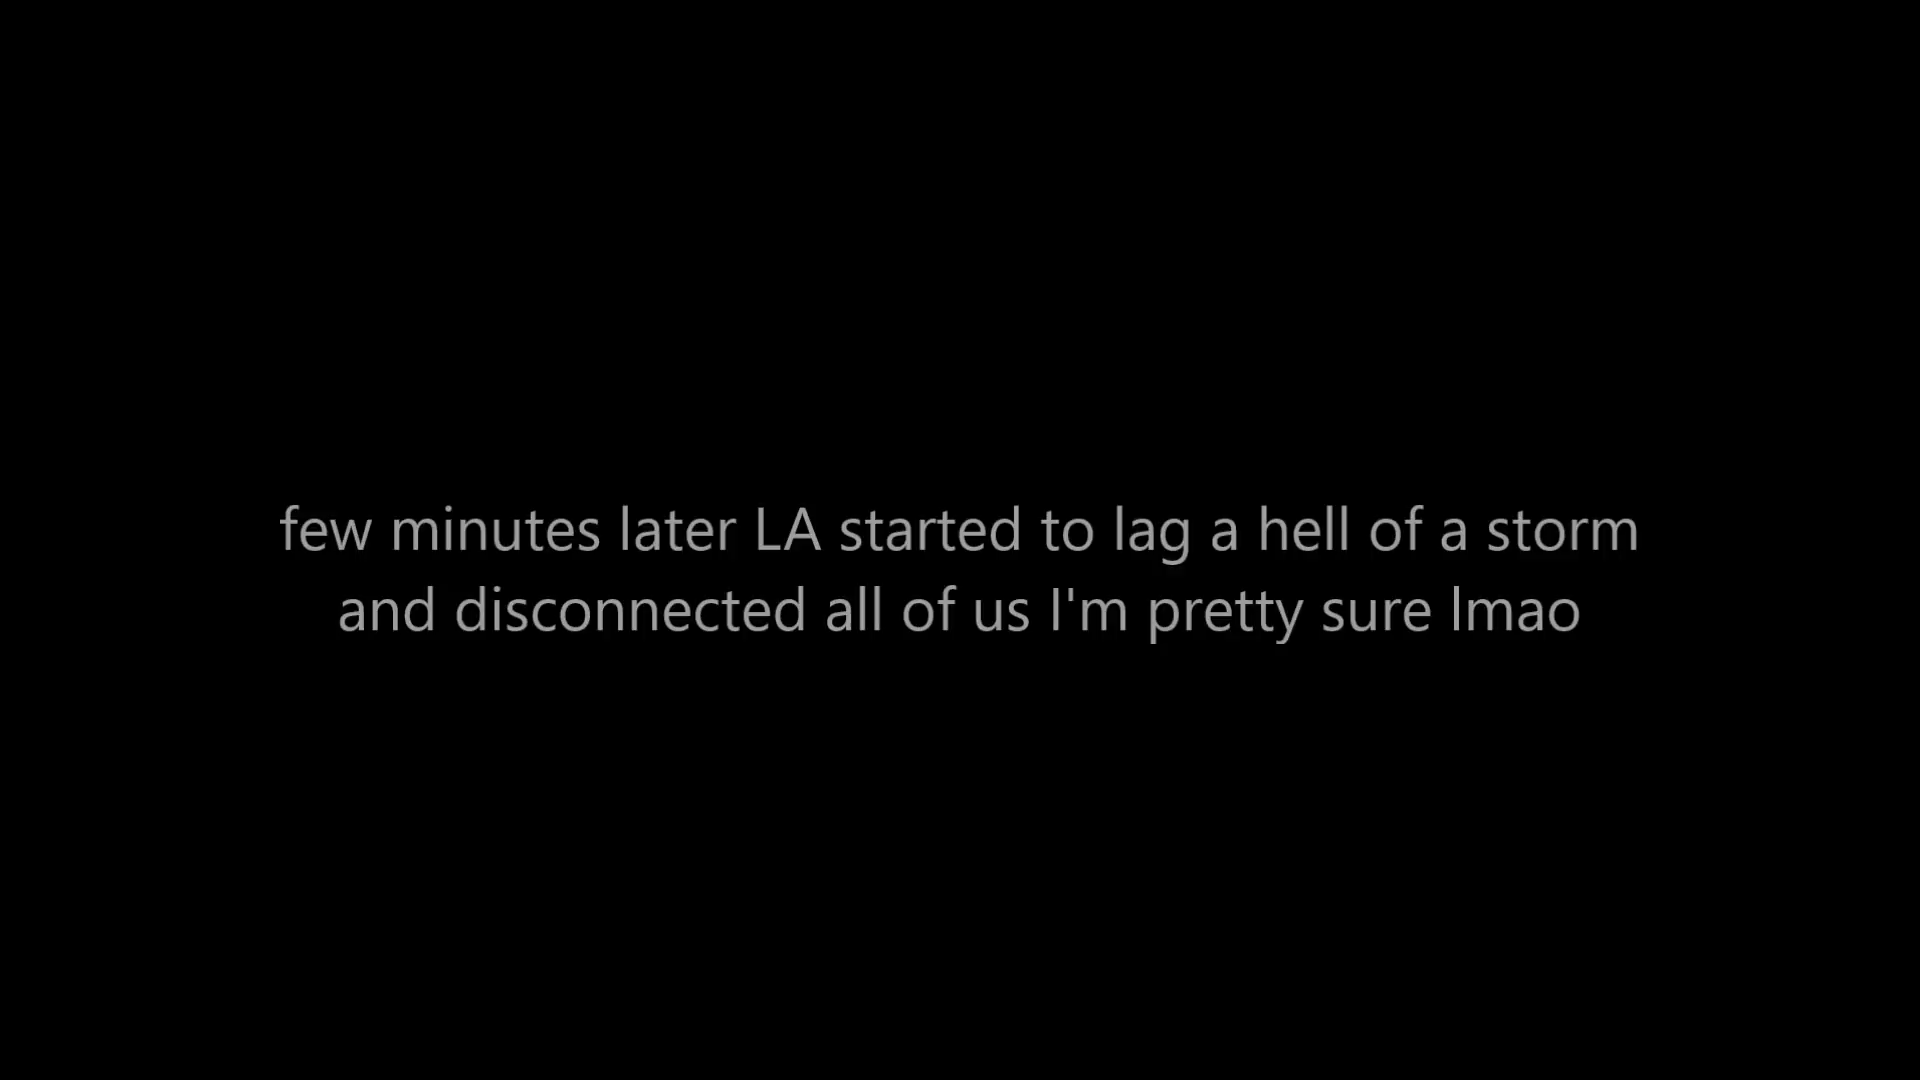 few minutes later LA started to lag a hell of a storm
and disconnected all of us I'm pretty sure lmao